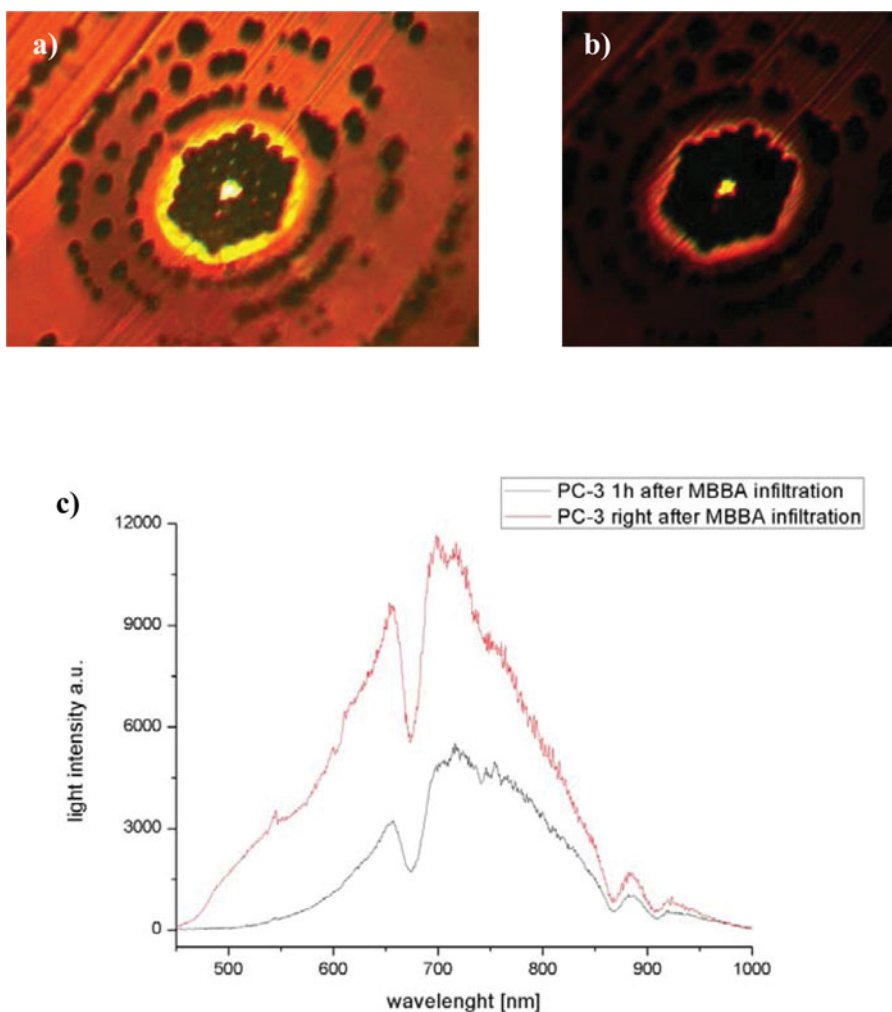 a)
b)
c)
PC-3 1h after MBBA infiltration
PC-3 right after MBBA infiltration
12000
9000
6000
3000
0
light intensity a.u.
500 600 700 800 900 1000
wavelenght [nm]